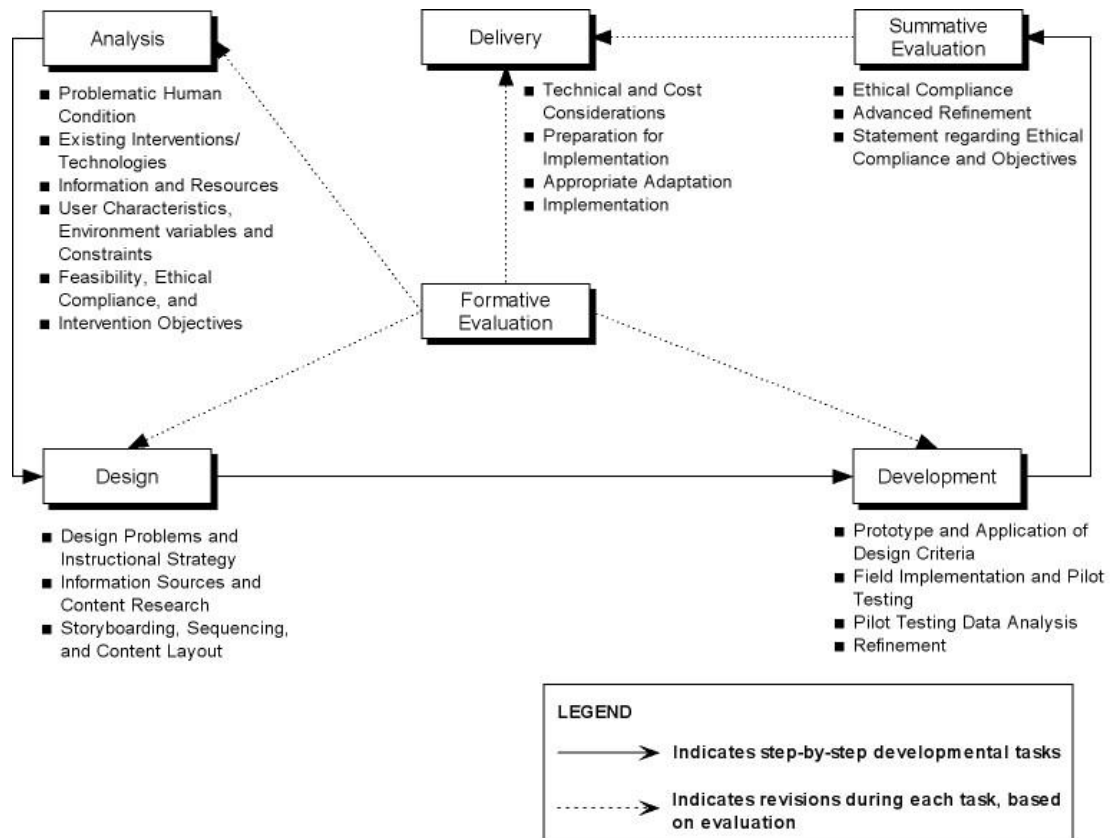 Analysis
■ Problematic Human
Condition
■ Existing Interventions/
Technologies
■ Information and Resources
■ User Characteristics,
Environment variables and
Constraints
■ Feasibility, Ethical
Compliance, and
■ Intervention Objectives
Delivery
■ Technical and Cost
Considerations
■ Preparation for
Implementation
■ Appropriate Adaptation
■ Implementation
Summative
Evaluation
■ Ethical Compliance
■ Advanced Refinement
■ Statement regarding Ethical
Compliance and Objectives
Formative
Evaluation
Design
■ Design Problems and
Instructional Strategy
■ Information Sources and
Content Research
■ Storyboarding, Sequencing,
and Content Layout
Development
■ Prototype and Application of
Design Criteria
■ Field Implementation and Pilot
Testing
■ Pilot Testing Data Analysis
■ Refinement
LEGEND
Indicates step-by-step developmental tasks
Indicates revisions during each task, based
on evaluation